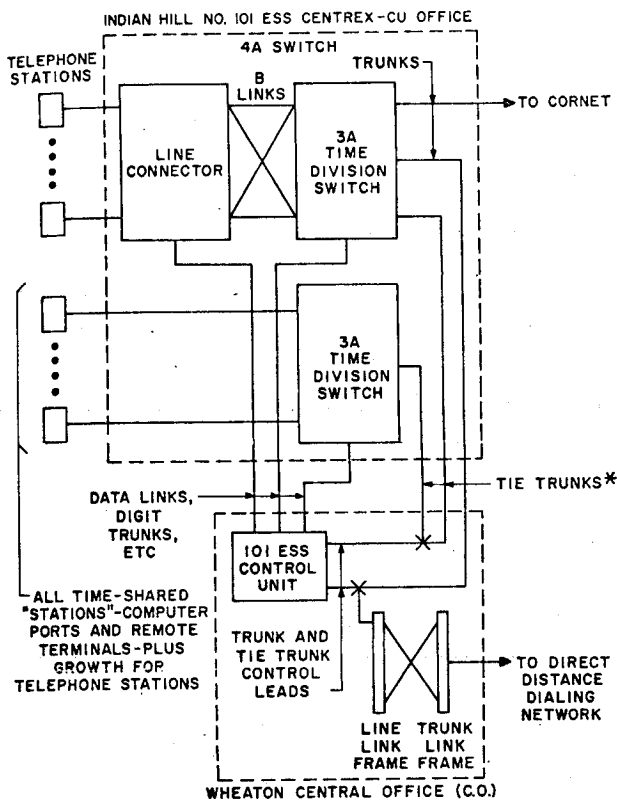 INDIAN HILL NO. 101 ESS CENTREX-CU OFFICE
4A SWITCH
TELEPHONE
STATIONS
B
LINKS
TRUNKS
TO CORNET
LINE
CONNECTOR
3A
TIME
DIVISION
SWITCH
3A
TIME
DIVISION
SWITCH
DATA LINKS,
DIGIT
TRUNKS,
ETC
TIE TRUNKS*
101 ESS
CONTROL
UNIT
ALL TIME-SHARED
"STATIONS"-COMPUTER
PORTS AND REMOTE
TERMINALS-PLUS
GROWTH FOR
TELEPHONE STATIONS
TRUNK AND
TIE TRUNK
CONTROL
LEADS
TO DIRECT
DISTANCE
DIALING
NETWORK
LINE
LINK
FRAME
TRUNK
LINK
FRAME
WHEATON CENTRAL OFFICE (C.O.)